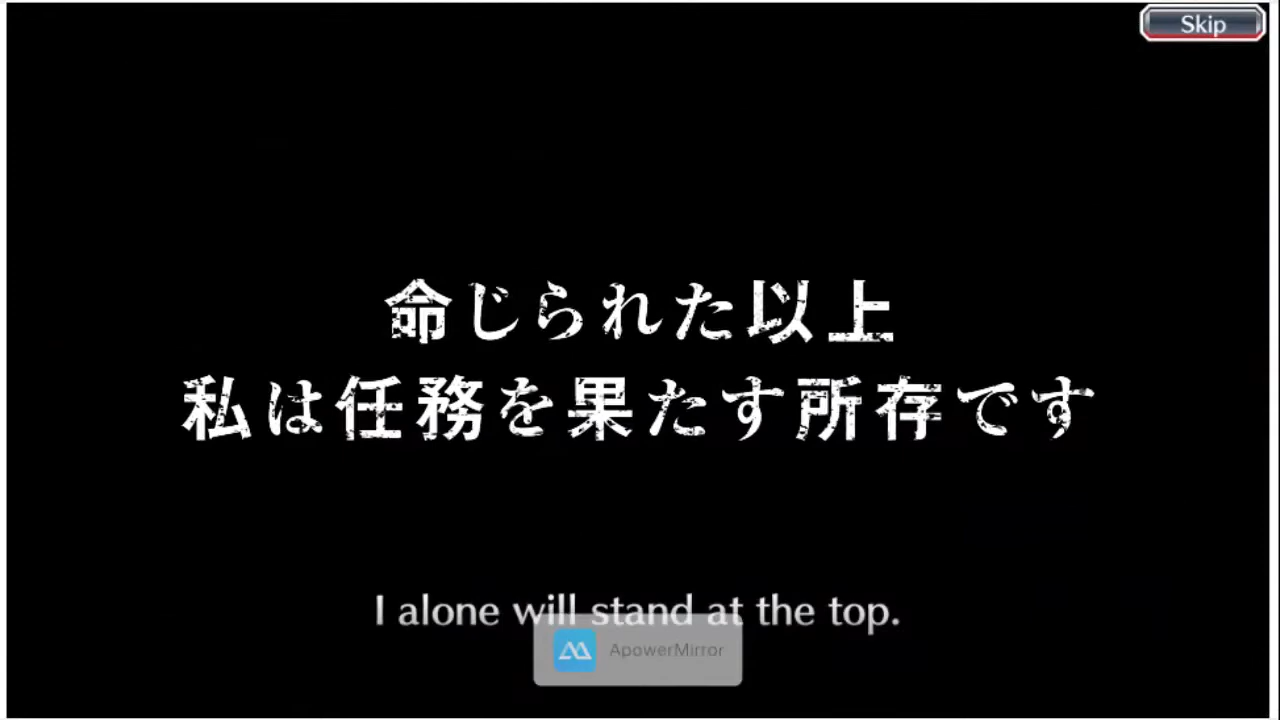 Skip
命じられた以上
私は任務を果たす所存です
I alone will stand at the top.
ApowerMirror